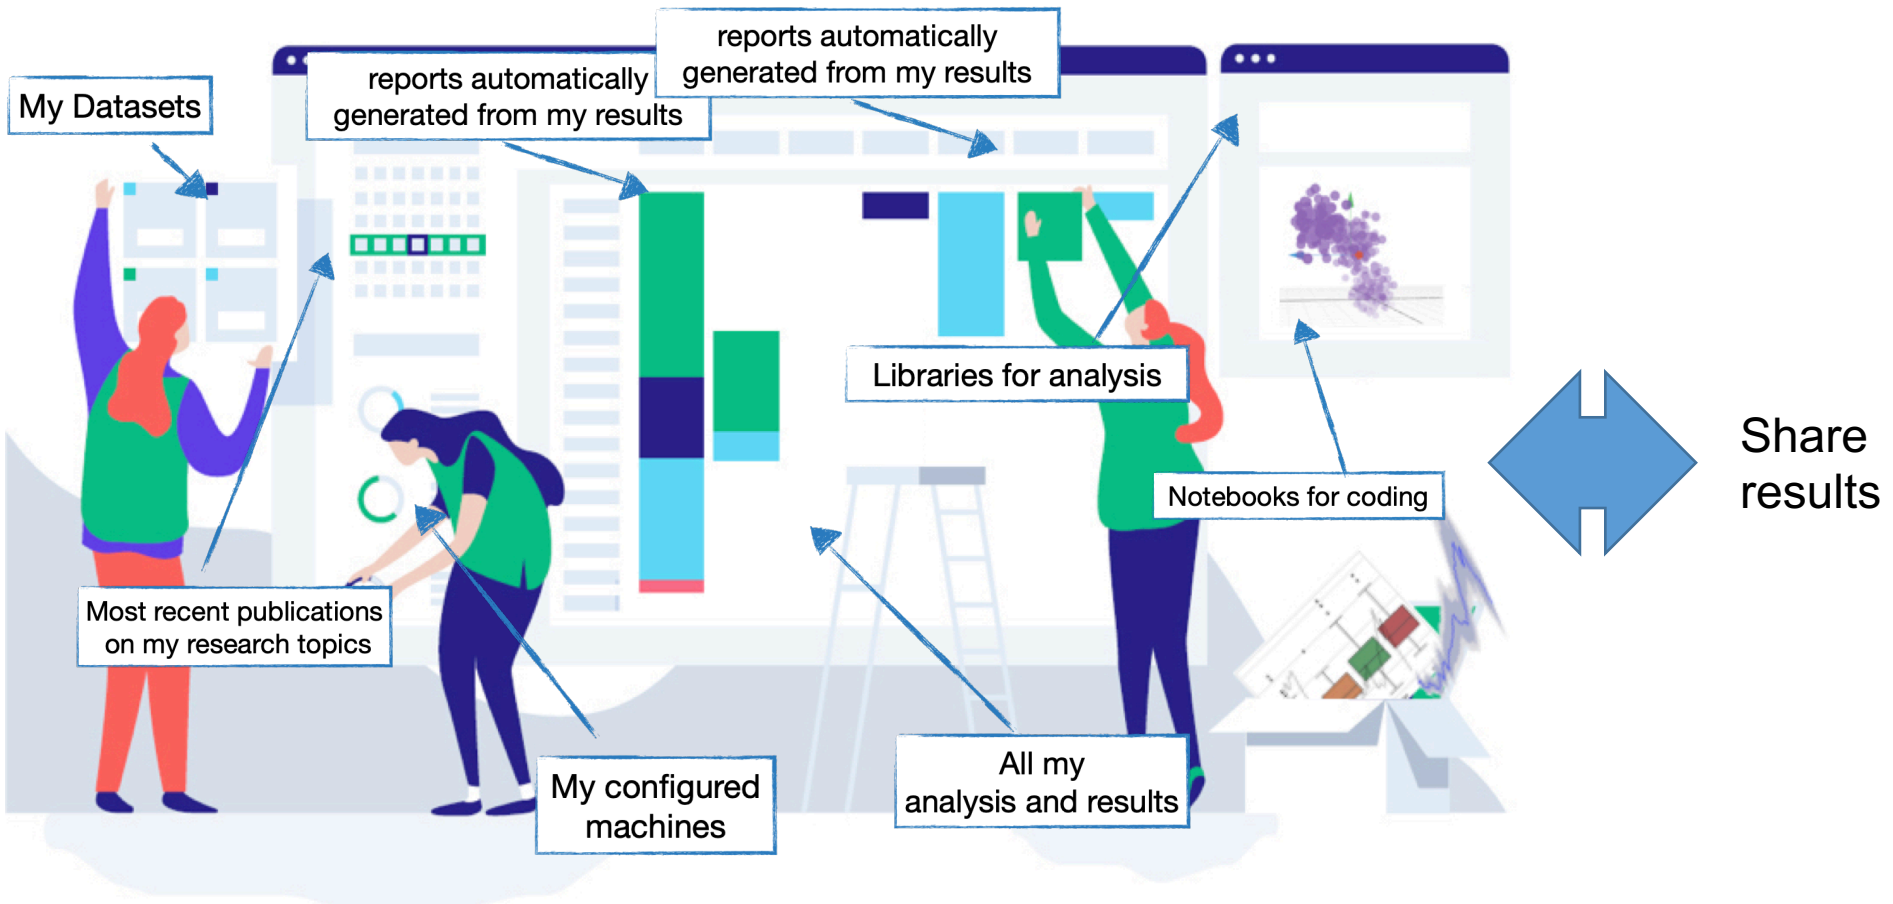 reports automatically
generated from my results
reports automatically
generated from my results
My Datasets
Libraries for analysis
Share
results
Notebooks for coding
Most recent publications
on my research topics
My configured
machines
All my
analysis and results